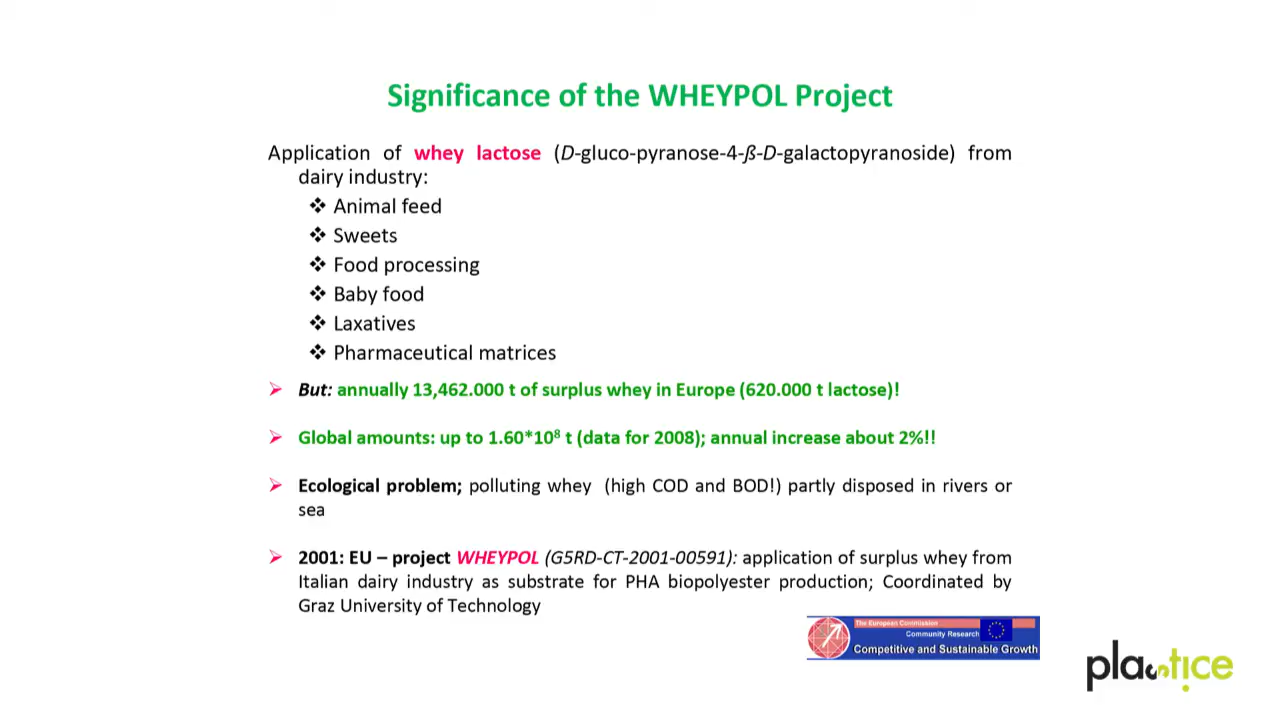 Significance of the WHEYPOL Project
Application of whey lactose (D-gluco-pyranose-4-ß-D-galactopyranoside) from
dairy industry:
❖ Animal feed
❖ Sweets
❖ Food processing
❖ Baby food
❖ Laxatives
❖ Pharmaceutical matrices
➢ But: annually 13,462.000 t of surplus whey in Europe (620.000 t lactose)!
➢ Global amounts: up to 1.60*10⁸ t (data for 2008); annual increase about 2%!!
➢ Ecological problem; polluting whey (high COD and BOD!) partly disposed in rivers or
sea
➢ 2001: EU – project WHEYPOL (G5RD-CT-2001-00591): application of surplus whey from
Italian dairy industry as substrate for PHA biopolyester production; Coordinated by
Graz University of Technology
The European Commission
Community Research
Competitive and Sustainable Growth
plastice